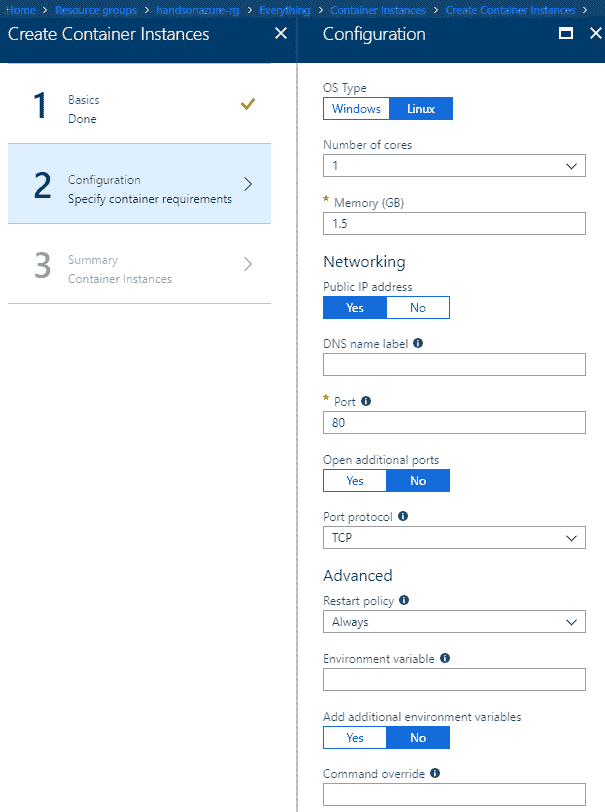 Home > Resource groups > handsonazure-rg > Everything > Container Instances > Create Container Instances >
Create Container Instances
1
Basics
Done
2
Configuration
Specify container requirements
3
Summary
Container Instances
Configuration
OS Type
Windows Linux
Number of cores
1
* Memory (GB)
1.5
Networking
Public IP address
Yes No
DNS name label
* Port
80
Open additional ports
Yes No
Port protocol
TCP
Advanced
Restart policy
Always
Environment variable
Add additional environment variables
Yes No
Command override